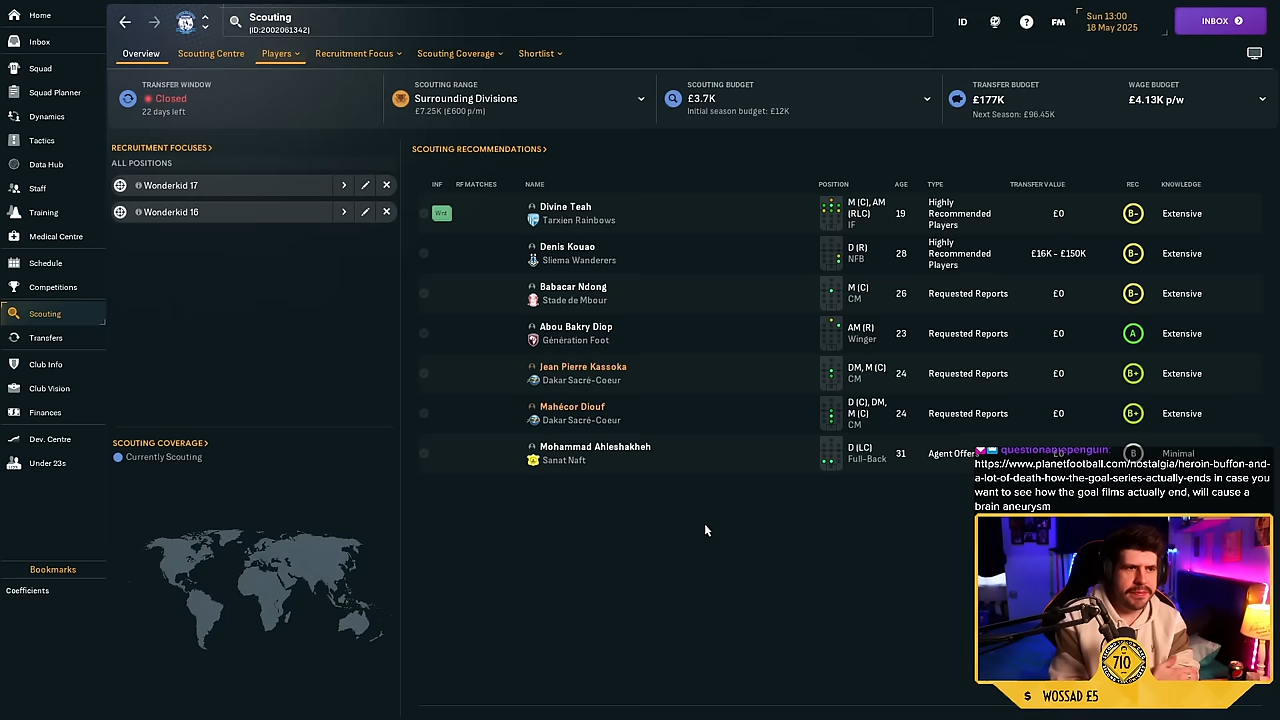 Home
Inbox
Squad
Squad Planner
Dynamics
Tactics
Data Hub
Staff
Training
Medical Centre
Schedule
Competitions
Scouting
Transfers
Club Info
Club Vision
Finances
Dev. Centre
Under 23s
Bookmarks
Coefficients
Scouting
(ID:2002061342)
ID
?
FM
Sun 13:00
18 May 2025
INBOX
Overview
Scouting Centre
Players
Recruitment Focus
Scouting Coverage
Shortlist
TRANSFER WINDOW
Closed
22 days left
SCOUTING RANGE
Surrounding Divisions
£7.25K (£600 p/m)
SCOUTING BUDGET
£3.7K
Initial season budget: £12K
TRANSFER BUDGET
£177K
Next Season: £96.45K
WAGE BUDGET
£4.13K p/w
RECRUITMENT FOCUSES >
ALL POSITIONS
Wonderkid 17
Wonderkid 16
SCOUTING COVERAGE >
Currently Scouting
SCOUTING RECOMMENDATIONS >
INF RF MATCHES NAME POSITION AGE TYPE TRANSFER VALUE REC KNOWLEDGE
Wnt
Divine Teah
Tarxien Rainbows
M (C), AM
(RLC)
IF
19
Highly
Recommended
Players
£0
B-
Extensive
Denis Kouao
Sliema Wanderers
D (R)
NFB
28
Highly
Recommended
Players
£16K - £150K
B-
Extensive
Babacar Ndong
Stade de Mbour
M (C)
CM
26
Requested Reports
£0
B-
Extensive
Abou Bakry Diop
Génération Foot
AM (R)
Winger
23
Requested Reports
£0
A
Extensive
Jean Pierre Kassoka
Dakar Sacré-Coeur
DM, M (C)
CM
24
Requested Reports
£0
B+
Extensive
Mahécor Diouf
Dakar Sacré-Coeur
D (C), DM,
M (C)
CM
24
Requested Reports
£0
B+
Extensive
Mohammad Ahleshakheh
Sanat Naft
D (LC)
Full-Back
31
Agent Offer
£0
B
Minimal
questionablepenguin:
https://www.planetfootball.com/nostalgia/heroin-buffon-and-
a-lot-of-death-how-the-goal-series-actually-ends in case you
want to see how the goal films actually end, will cause a
brain aneurysm
710
$ WOSSAD £5